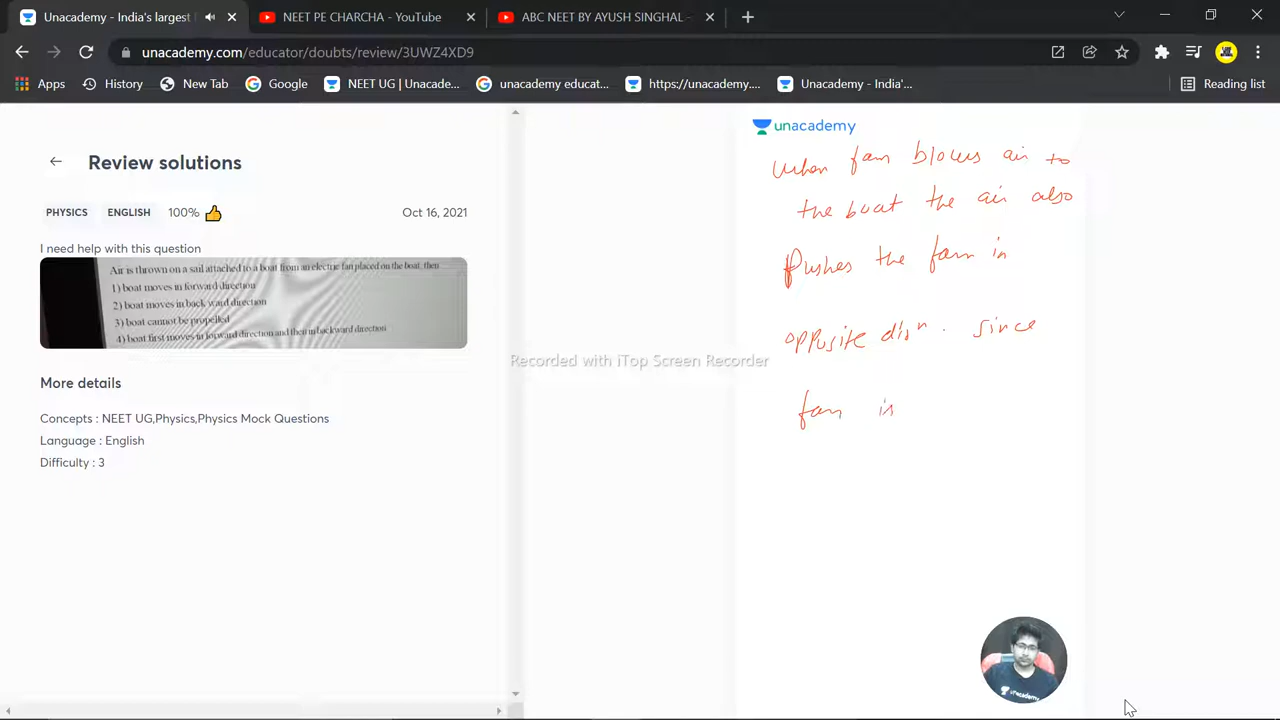 Unacademy - India's largest l
NEET PE CHARCHA - YouTube
ABC NEET BY AYUSH SINGHAL -
unacademy.com/educator/doubts/review/3UWZ4XD9
Apps
History
New Tab
Google
NEET UG | Unacade...
unacademy educat...
https://unacademy....
Unacademy - India'...
Reading list
Review solutions
PHYSICS ENGLISH 100% Oct 16, 2021
I need help with this question
Air is thrown on a sail attached to a boat from an electric fan placed on the boat, then
1) boat moves in forward direction
2) boat moves in back ward direction
3) boat cannot be propelled
4) boat first moves in forward direction and then in backward direction
More details
Concepts : NEET UG,Physics,Physics Mock Questions
Language : English
Difficulty : 3
unacademy
when fan blows air to
the boat the air also
Pushes the fan in
opposite dirn. since
fan is
Recorded with iTop Screen Recorder
unacademy